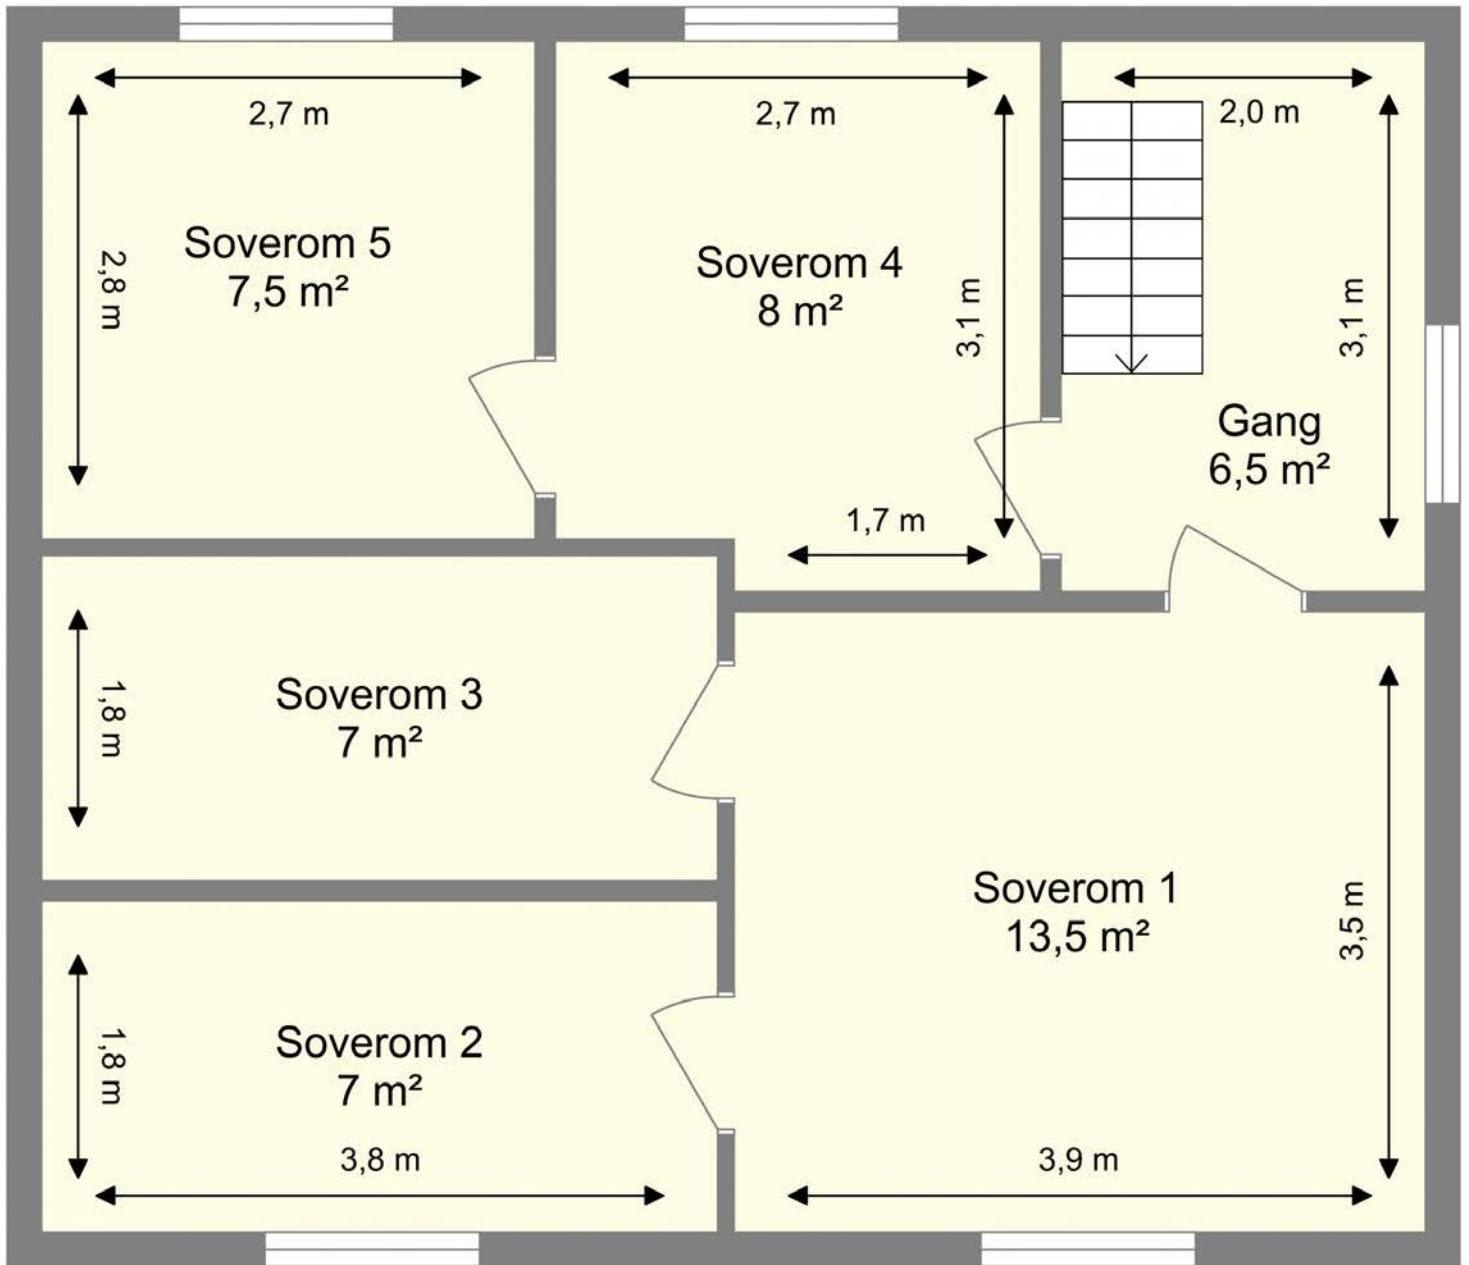 2,7 m
2,7 m
2,0 m
2,8 m
Soverom 5
7,5 m²
Soverom 4
8 m²
3,1 m
3,1 m
Gang
6,5 m²
1,7 m
1,8 m
Soverom 3
7 m²
Soverom 1
13,5 m²
3,5 m
1,8 m
Soverom 2
7 m²
3,8 m
3,9 m